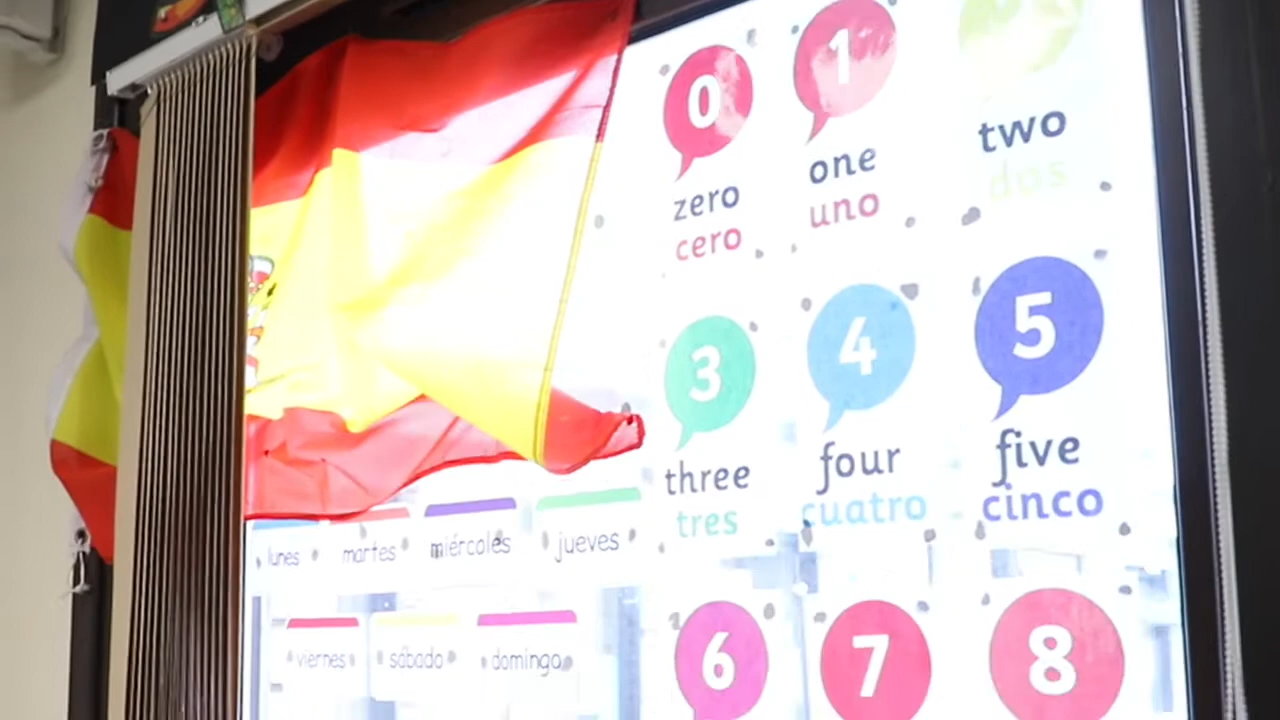 0
zero
cero
1
one
uno
two
dos
3
three
tres
4
four
cuatro
5
five
cinco
6
7
8
lunes
martes
miércoles
jueves
viernes
sábado
domingo